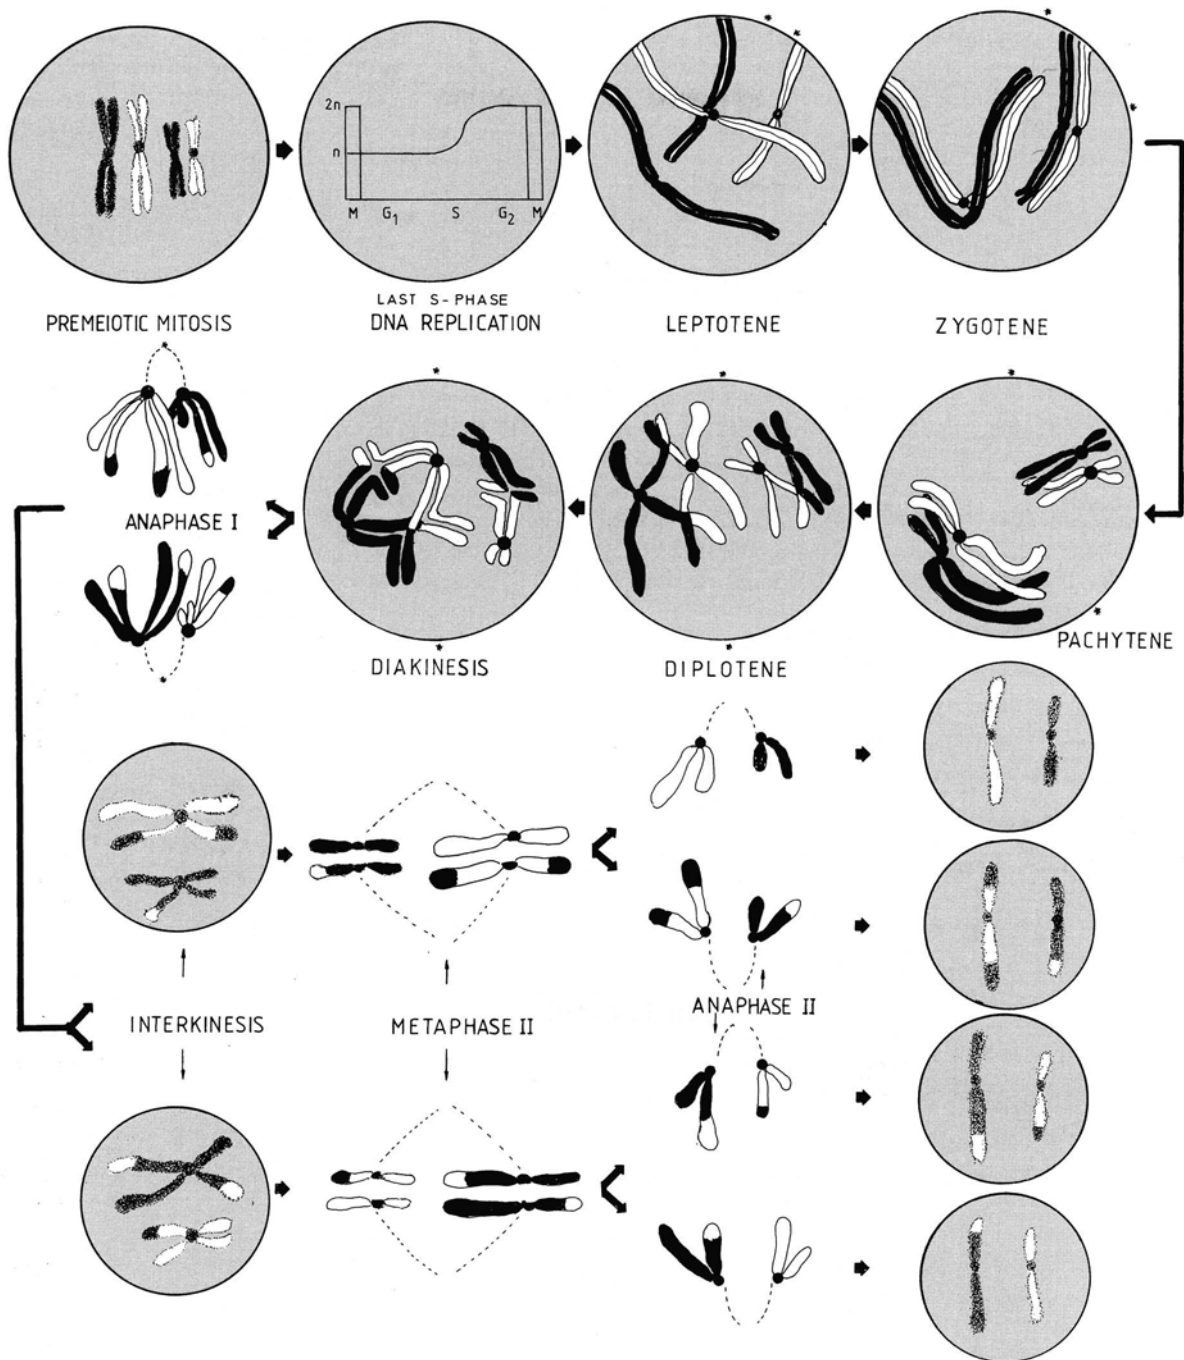 2n
n
M G₁ S G₂ M
LAST S-PHASE
PREMEIOTIC MITOSIS DNA REPLICATION LEPTOTENE ZYGOTENE
ANAPHASE I
DIAKINESIS DIPLOTENE PACHYTENE
INTERKINESIS METAPHASE II ANAPHASE II